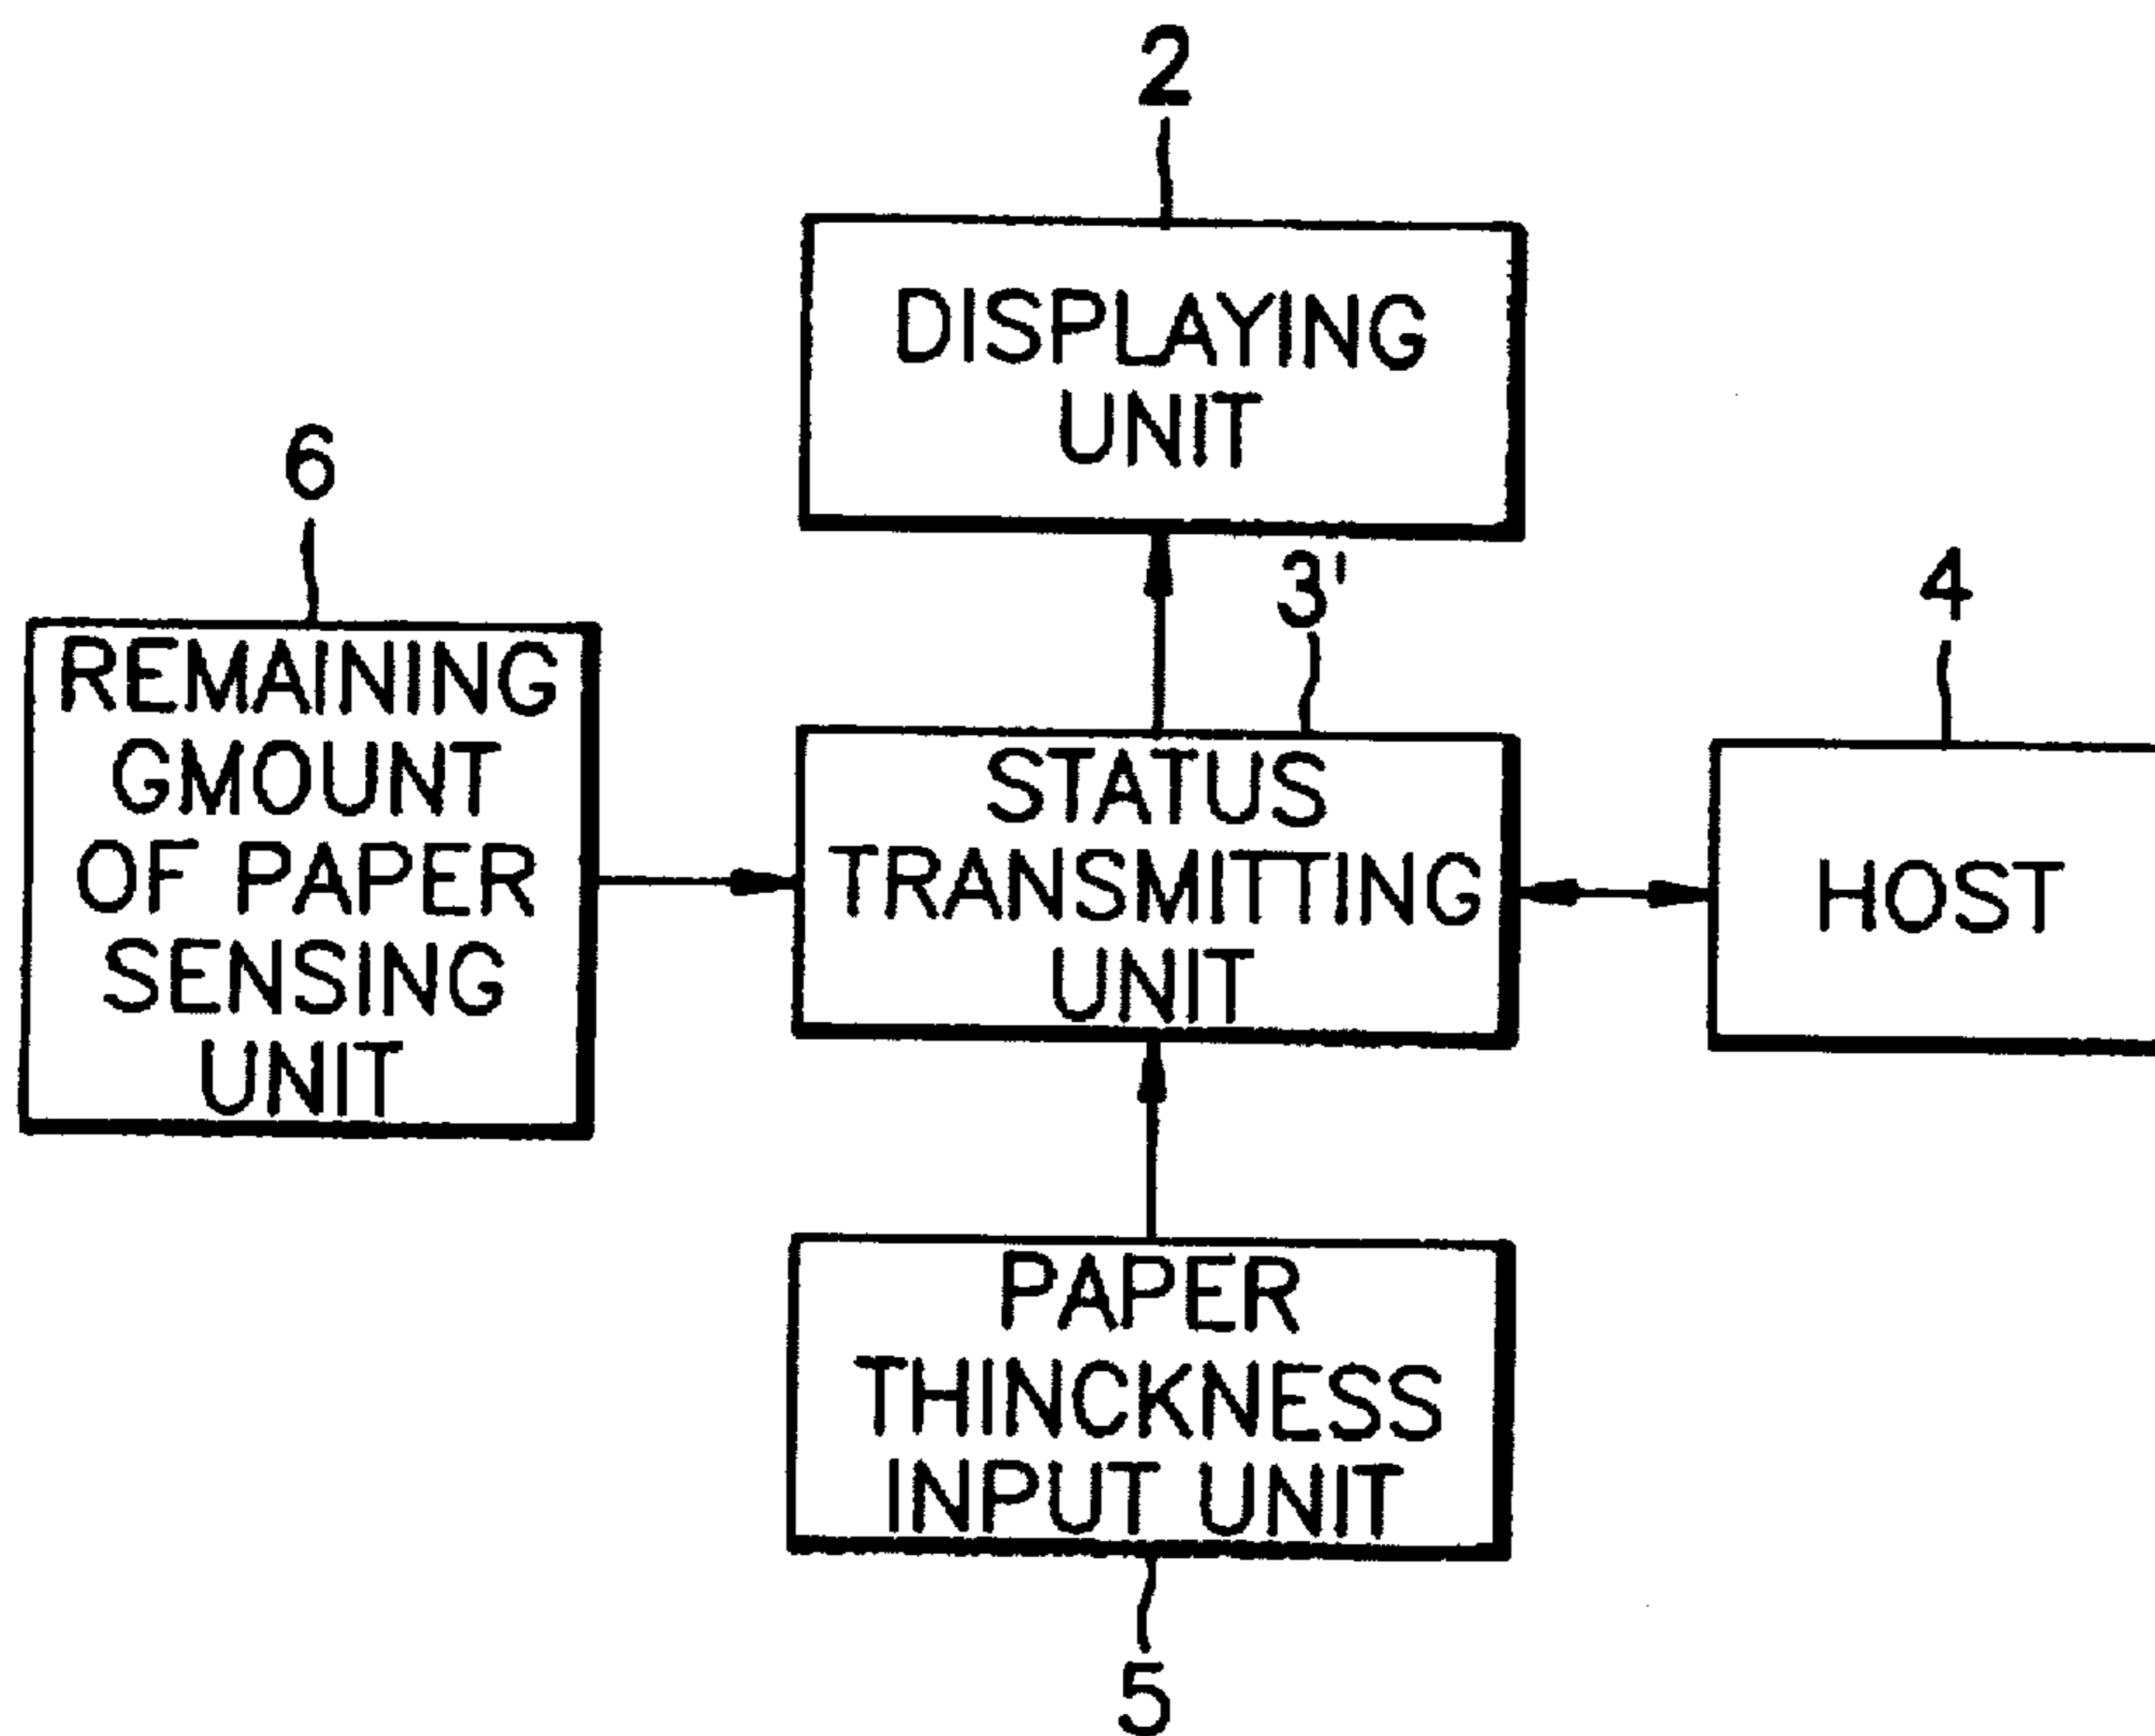 2
DISPLAYING
UNIT
6
REMAINING
GMOUNT
OF PAPER
SENSING
UNIT
3'
STATUS
TRANSMITTING
UNIT
4
HOST
PAPER
THINCKNESS
INPUT UNIT
5